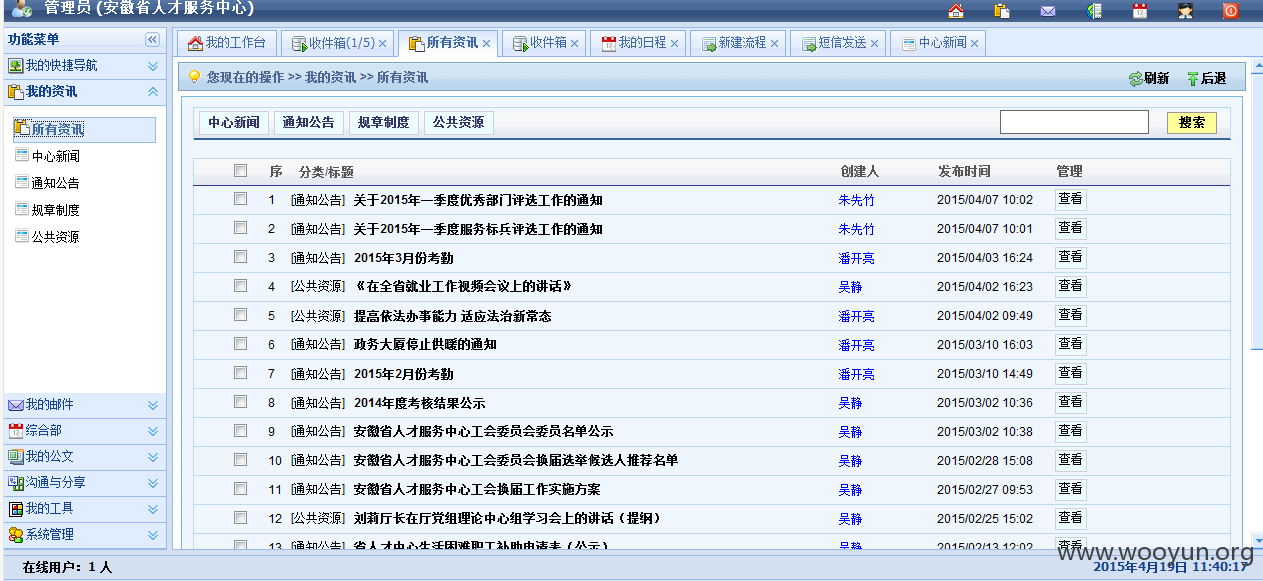 管理员 (安徽省人才服务中心)
功能菜单
我的快捷导航
我的资讯
所有资讯
中心新闻
通知公告
规章制度
公共资源
我的邮件
综合部
我的公文
沟通与分享
我的工具
系统管理
我的工作台 收件箱(1/5) 所有资讯 收件箱 我的日程 新建流程 短信发送 中心新闻
您现在的操作 >> 我的资讯 >> 所有资讯 刷新 后退
中心新闻 通知公告 规章制度 公共资源 搜索
序 分类/标题 创建人 发布时间 管理
1 [通知公告] 关于2015年一季度优秀部门评选工作的通知 朱先竹 2015/04/07 10:02 查看
2 [通知公告] 关于2015年一季度服务标兵评选工作的通知 朱先竹 2015/04/07 10:01 查看
3 [通知公告] 2015年3月份考勤 潘开亮 2015/04/03 16:24 查看
4 [公共资源] 《在全省就业工作视频会议上的讲话》 吴静 2015/04/02 16:23 查看
5 [公共资源] 提高依法办事能力 适应法治新常态 潘开亮 2015/04/02 09:49 查看
6 [通知公告] 政务大厦停止供暖的通知 潘开亮 2015/03/10 16:03 查看
7 [通知公告] 2015年2月份考勤 潘开亮 2015/03/10 14:49 查看
8 [通知公告] 2014年度考核结果公示 吴静 2015/03/02 10:36 查看
9 [通知公告] 安徽省人才服务中心工会委员会委员名单公示 吴静 2015/03/02 10:38 查看
10 [通知公告] 安徽省人才服务中心工会委员会换届选举候选人推荐名单 吴静 2015/02/28 15:08 查看
11 [通知公告] 安徽省人才服务中心工会换届工作实施方案 吴静 2015/02/27 09:53 查看
12 [公共资源] 刘莉厅长在厅党组理论中心组学习会上的讲话（提纲） 吴静 2015/02/25 15:02 查看
13 [通知公告] 省人才中心生活困难职工补助申请表（公示） 吴静 2015/02/13 12:02 查看
www.wooyun.org
在线用户：1 人 2015年4月19日 11:40:17